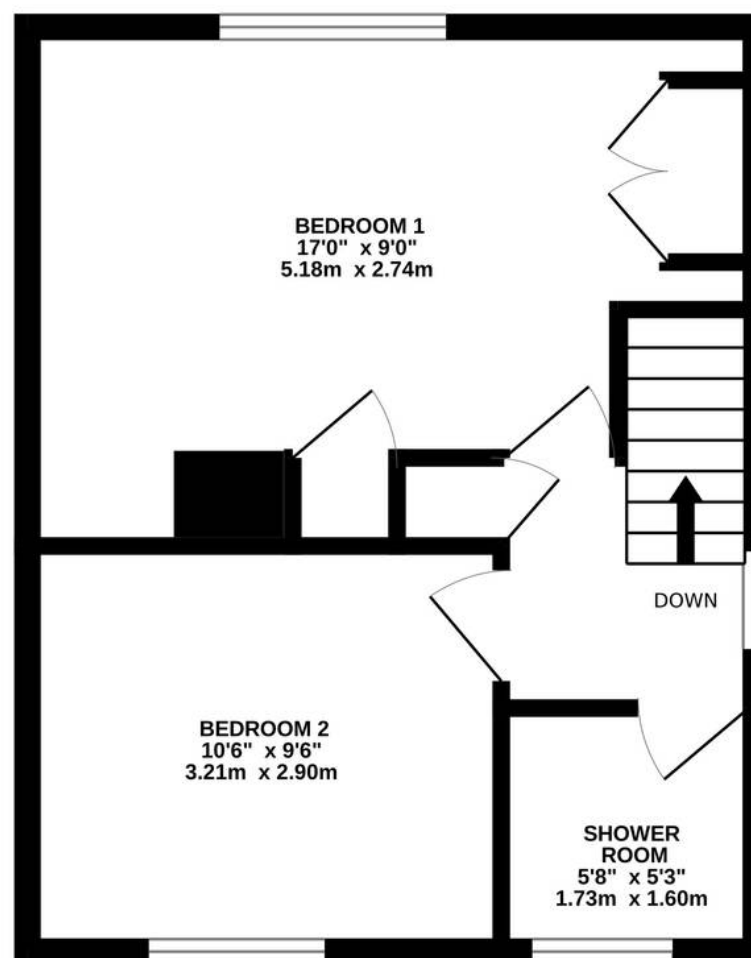 BEDROOM 1
17'0" x 9'0"
5.18m x 2.74m
DOWN
BEDROOM 2
10'6" x 9'6"
3.21m x 2.90m
SHOWER
ROOM
5'8" x 5'3"
1.73m x 1.60m